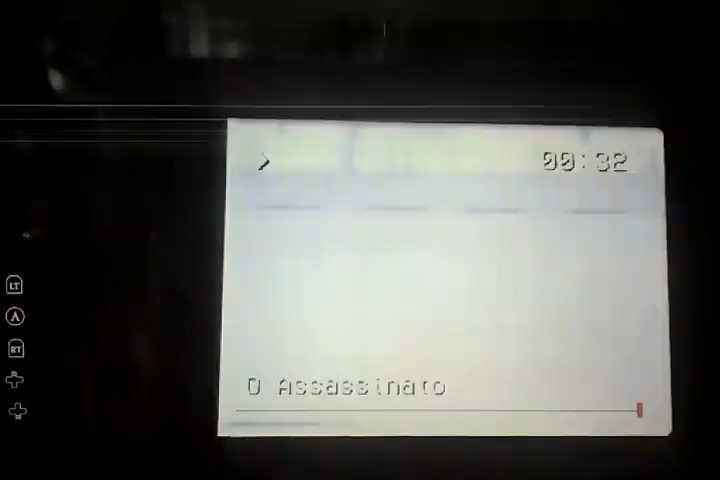 > 00:32
LT
A
RT
O Assassinato